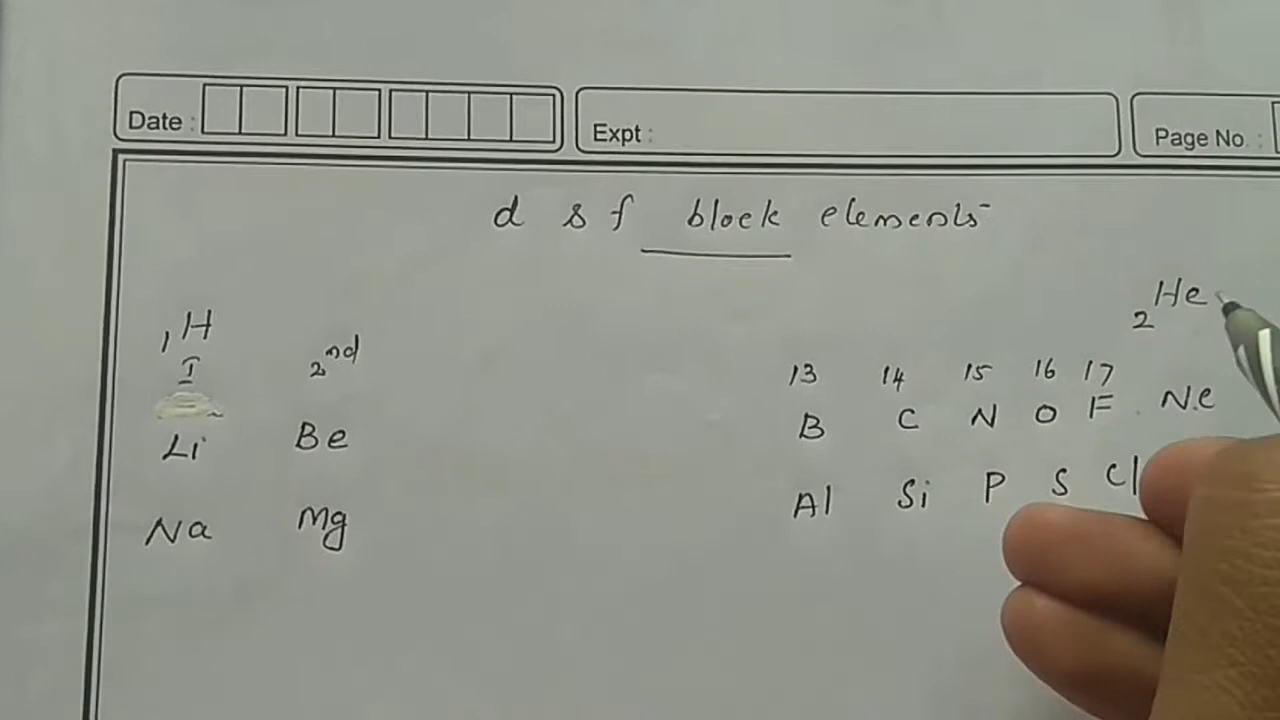 Date : Expt : Page No. :
d & f block elements
1H 2He
I 2nd 13 14 15 16 17
Li Be B C N O F Ne
Na Mg Al Si P S Cl